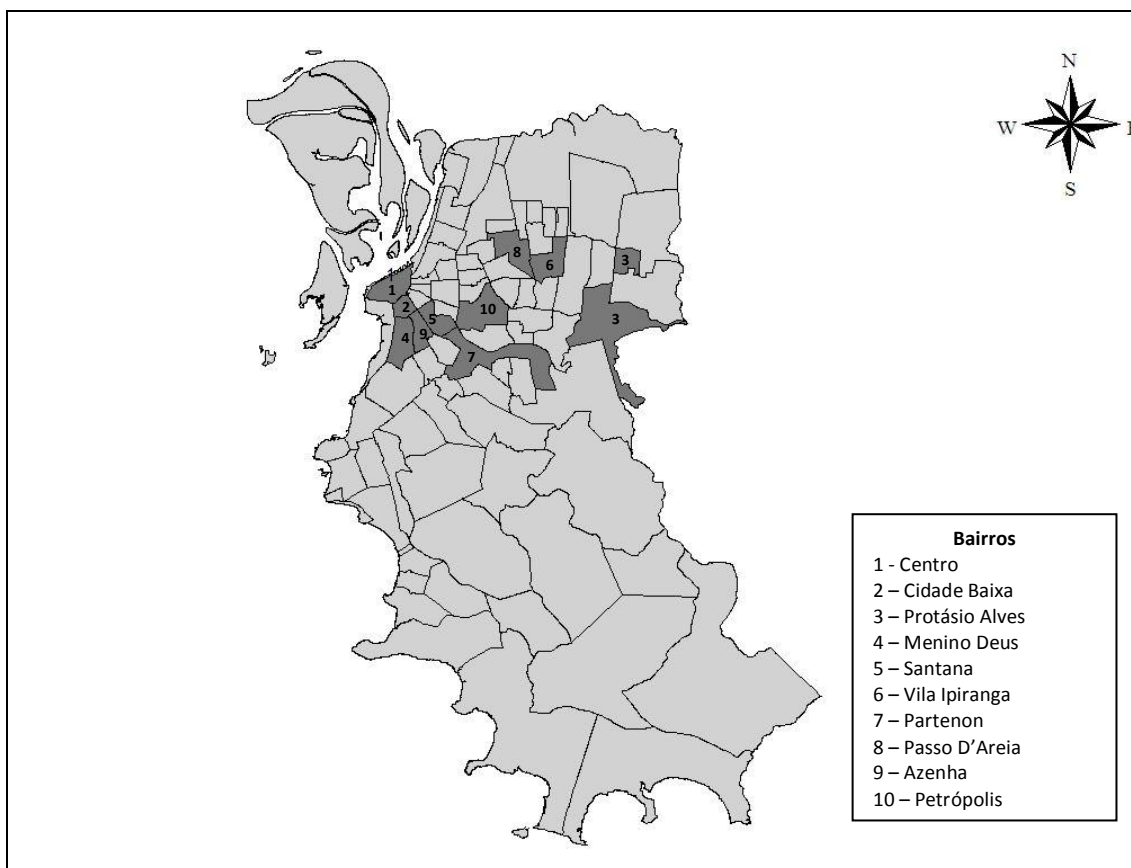 N
W
S
8
6
3
1
2
5
10
3
4
9
7
Bairros
1 - Centro
2 – Cidade Baixa
3 – Protásio Alves
4 – Menino Deus
5 – Santana
6 – Vila Ipiranga
7 – Partenon
8 – Passo D’Areia
9 – Azenha
10 – Petrópolis